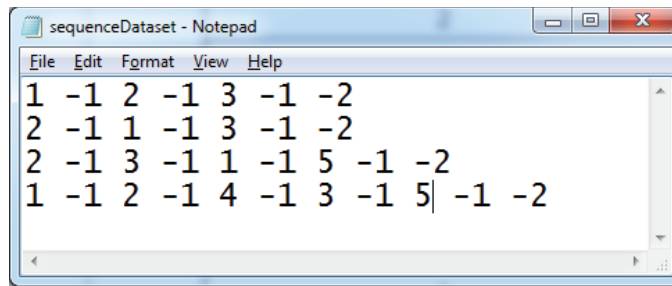 sequenceDataset - Notepad
File Edit Format View Help
1 -1 2 -1 3 -1 -2
2 -1 1 -1 3 -1 -2
2 -1 3 -1 1 -1 5 -1 -2
1 -1 2 -1 4 -1 3 -1 5 -1 -2